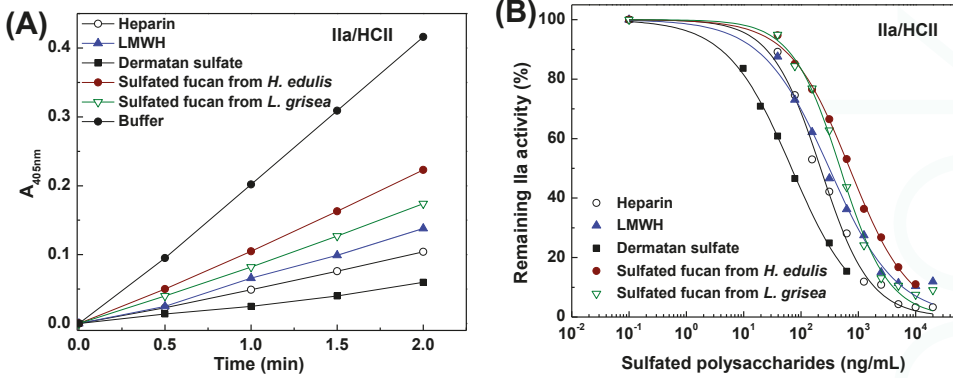 (A)
IIa/HCII
Heparin
LMWH
Dermatan sulfate
Sulfated fucan from H. edulis
Sulfated fucan from L. grisea
Buffer
0.4
0.3
0.2
0.1
0.0
A405nm
0.0 0.5 1.0 1.5 2.0
Time (min)
(B)
IIa/HCII
100
80
60
40
20
0
Remaining IIa activity (%)
Heparin
LMWH
Dermatan sulfate
Sulfated fucan from H. edulis
Sulfated fucan from L. grisea
10⁻² 10⁻¹ 10⁰ 10¹ 10² 10³ 10⁴
Sulfated polysaccharides (ng/mL)